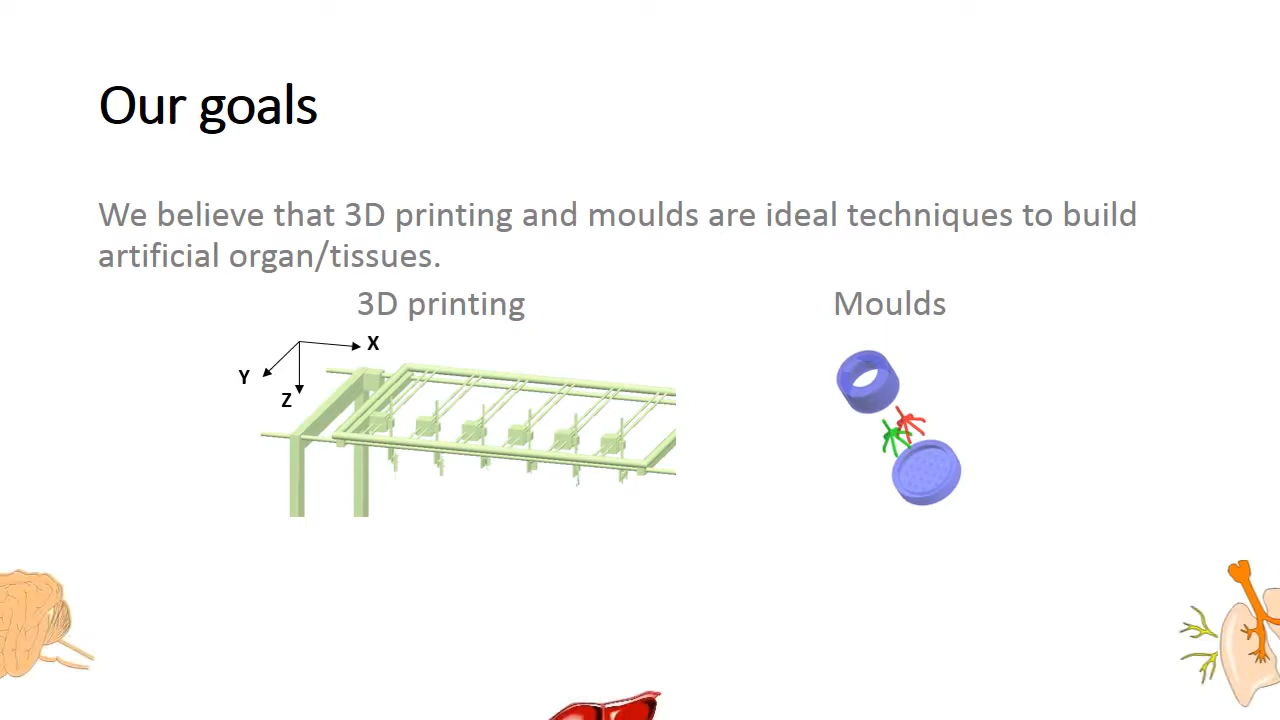 Our goals
We believe that 3D printing and moulds are ideal techniques to build
artificial organ/tissues.
3D printing
Moulds
X
Y
Z